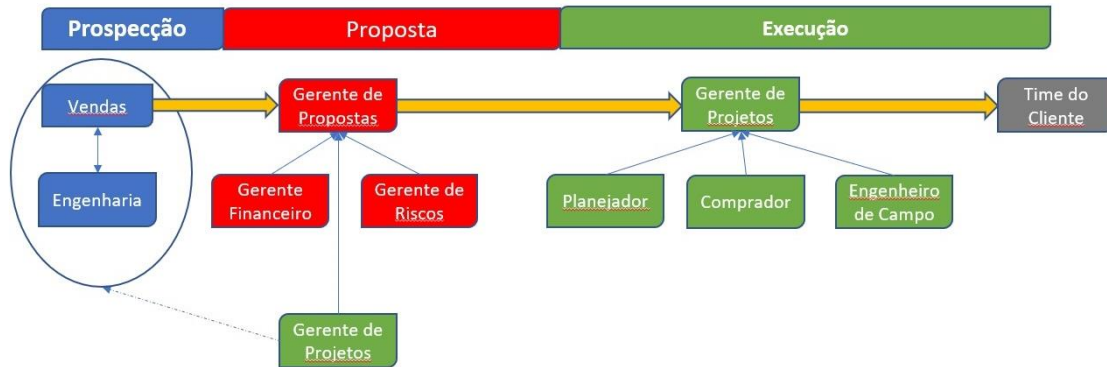 Prospecção
Proposta
Execução
Vendas
Gerente de
Propostas
Gerente de
Projetos
Time do
Cliente
Engenharia
Gerente
Financeiro
Gerente de
Riscos
Planejador
Comprador
Engenheiro
de Campo
Gerente de
Projetos